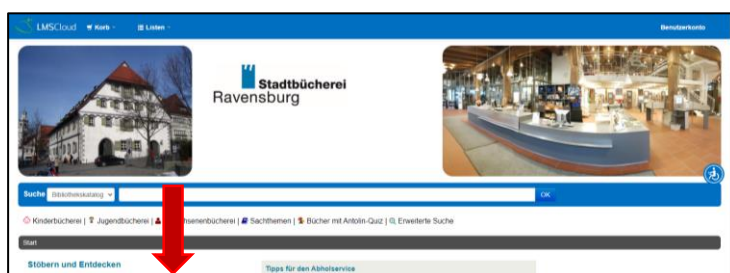 LMSCloud Korb Listen Benutzerkonto
Stadtbücherei
Ravensburg
Suche Bibliothekskatalog OK
Kinderbücherei | Jugendbücherei | hsenenbücherei | Sachthemen | Bücher mit Antolin-Quiz | Erweiterte Suche
Start
Stöbern und Entdecken
Tipps für den Abholservice